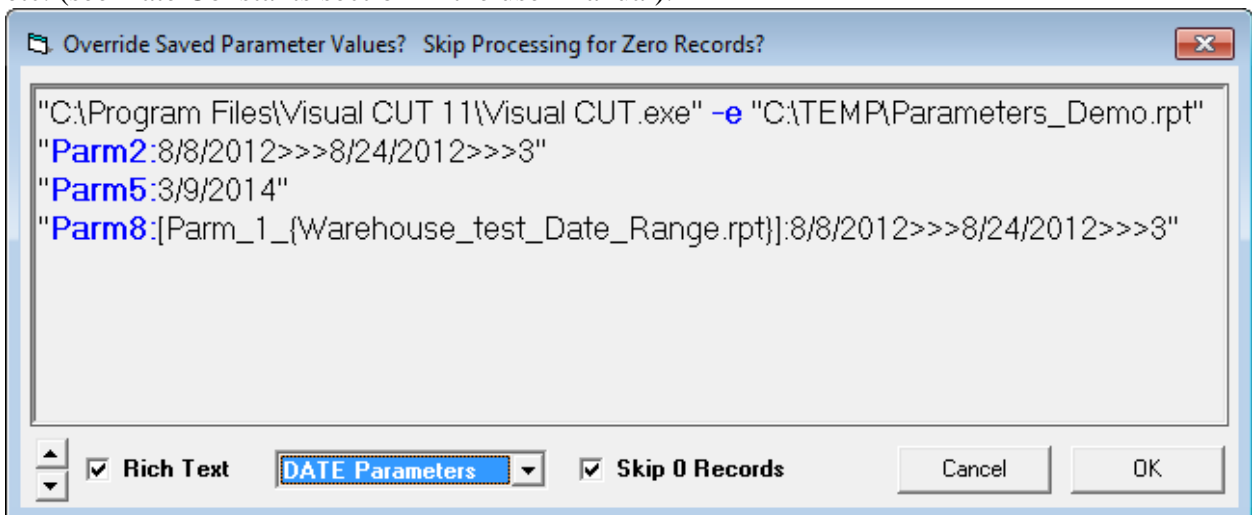 Override Saved Parameter Values?   Skip Processing for Zero Records?
"C:\Program Files\Visual CUT 11\Visual CUT.exe" -e "C:\TEMP\Parameters_Demo.rpt"
"Parm2:8/8/2012>>>8/24/2012>>>3"
"Parm5:3/9/2014"
"Parm8:[Parm_1_{Warehouse_test_Date_Range.rpt}]:8/8/2012>>>8/24/2012>>>3"
Rich Text DATE Parameters Skip 0 Records Cancel OK